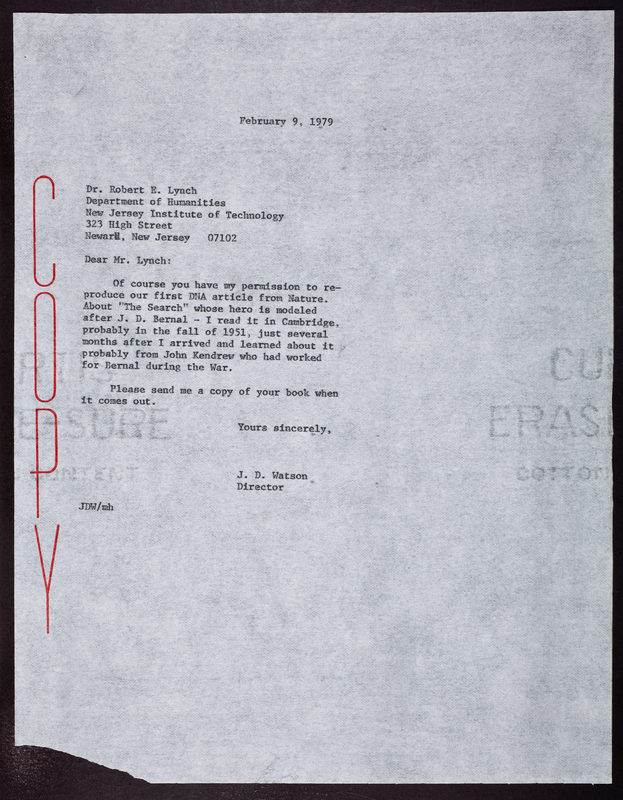 February 9, 1979
Dr. Robert E. Lynch
Department of Humanities
New Jersey Institute of Technology
323 High Street
Newark, New Jersey 07102
Dear Mr. Lynch:
Of course you have my permission to re-
produce our first DNA article from Nature.
About "The Search" whose hero is modeled
after J. D. Bernal - I read it in Cambridge,
probably in the fall of 1951, just several
months after I arrived and learned about it
probably from John Kendrew who had worked
for Bernal during the War.
Please send me a copy of your book when
it comes out.
Yours sincerely,
J. D. Watson
Director
JDW/mh
COPY
CU
ERAS
COTTON
CONTENT